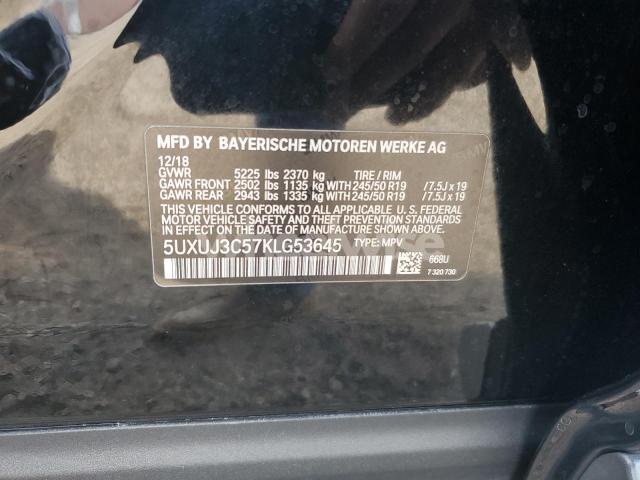 MFD BY BAYERISCHE MOTOREN WERKE AG
12/18
GVWR 5225 lbs 2370 kg TIRE / RIM
GAWR FRONT 2502 lbs 1135 kg WITH 245/50 R19 /7.5J x 19
GAWR REAR 2943 lbs 1335 kg WITH 245/50 R19 /7.5J x 19
THIS VEHICLE CONFORMS TO ALL APPLICABLE U. S. FEDERAL
MOTOR VEHICLE SAFETY STANDARDS
IN EFFECT ON THE DATE OF MANUFACTURE SHOWN ABOVE.
5UXUJ3C57KLG53645 TYPE: MPV
668U
7 320 730